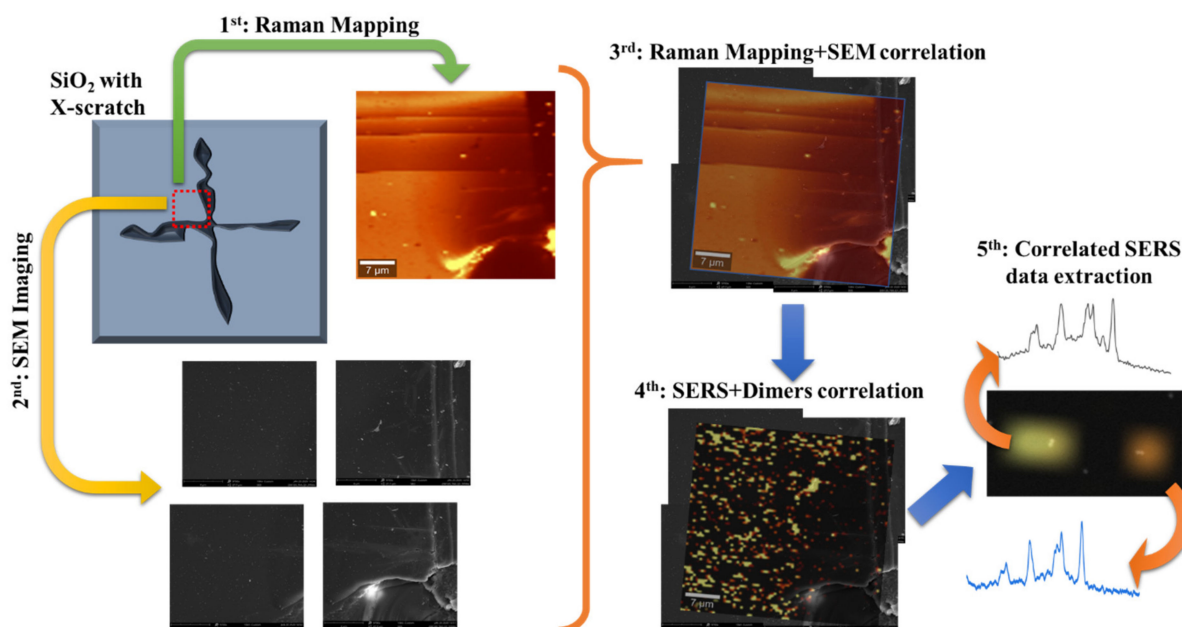 1st: Raman Mapping
SiO2 with
X-scratch
2nd: SEM Imaging
7 μm
3rd: Raman Mapping+SEM correlation
7 μm
4th: SERS+Dimers correlation
7 μm
5th: Correlated SERS
data extraction